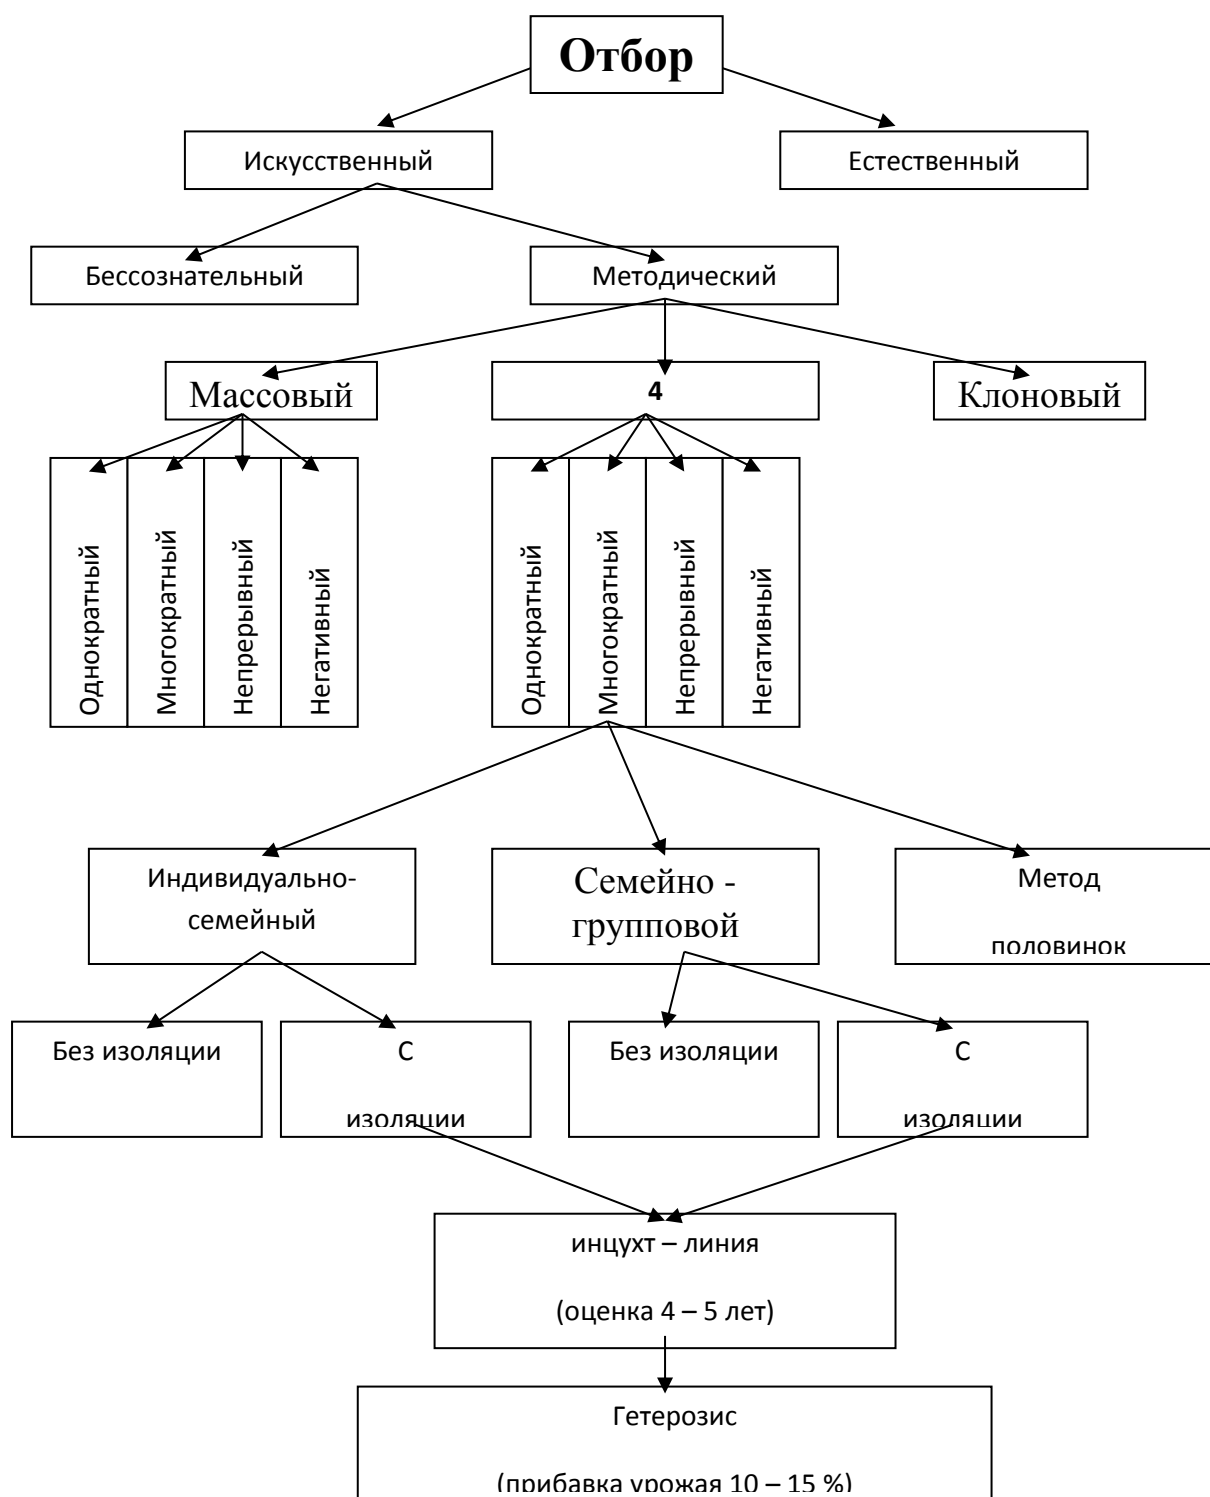 Отбор
Искусственный
Естественный
Бессознательный
Методический
Массовый
4
Клоновый
Однократный
Многократный
Непрерывный
Негативный
Однократный
Многократный
Непрерывный
Негативный
Индивидуально-
семейный
Семейно -
групповой
Метод
половинок
Без изоляции
С
изоляции
Без изоляции
С
изоляции
инцухт – линия
(оценка 4 – 5 лет)
Гетерозис
(прибавка урожая 10 – 15 %)